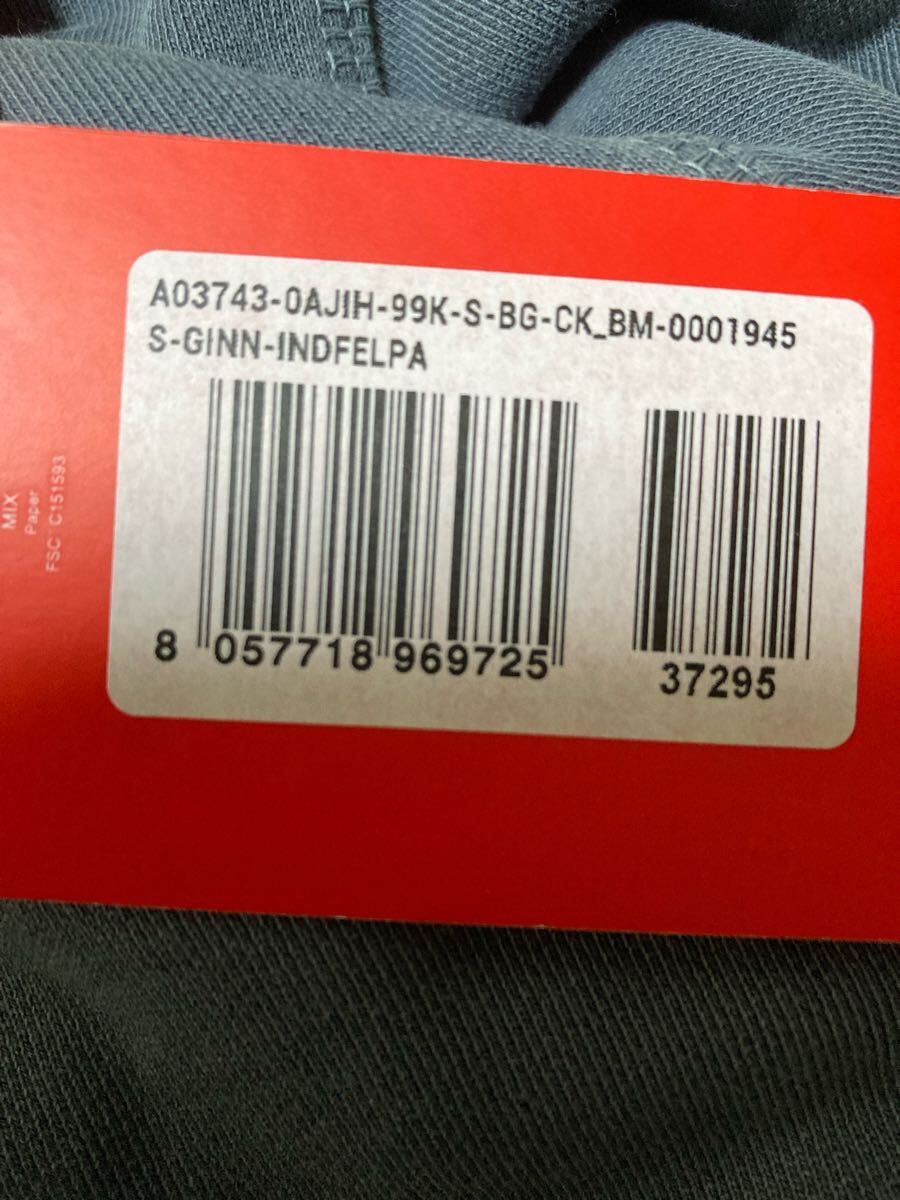 A03743-0AJIH-99K-S-BG-CK_BM-0001945
S-GINN-INDFELPA
8 057718 969725
37295
MIX
Paper
FSC C151593